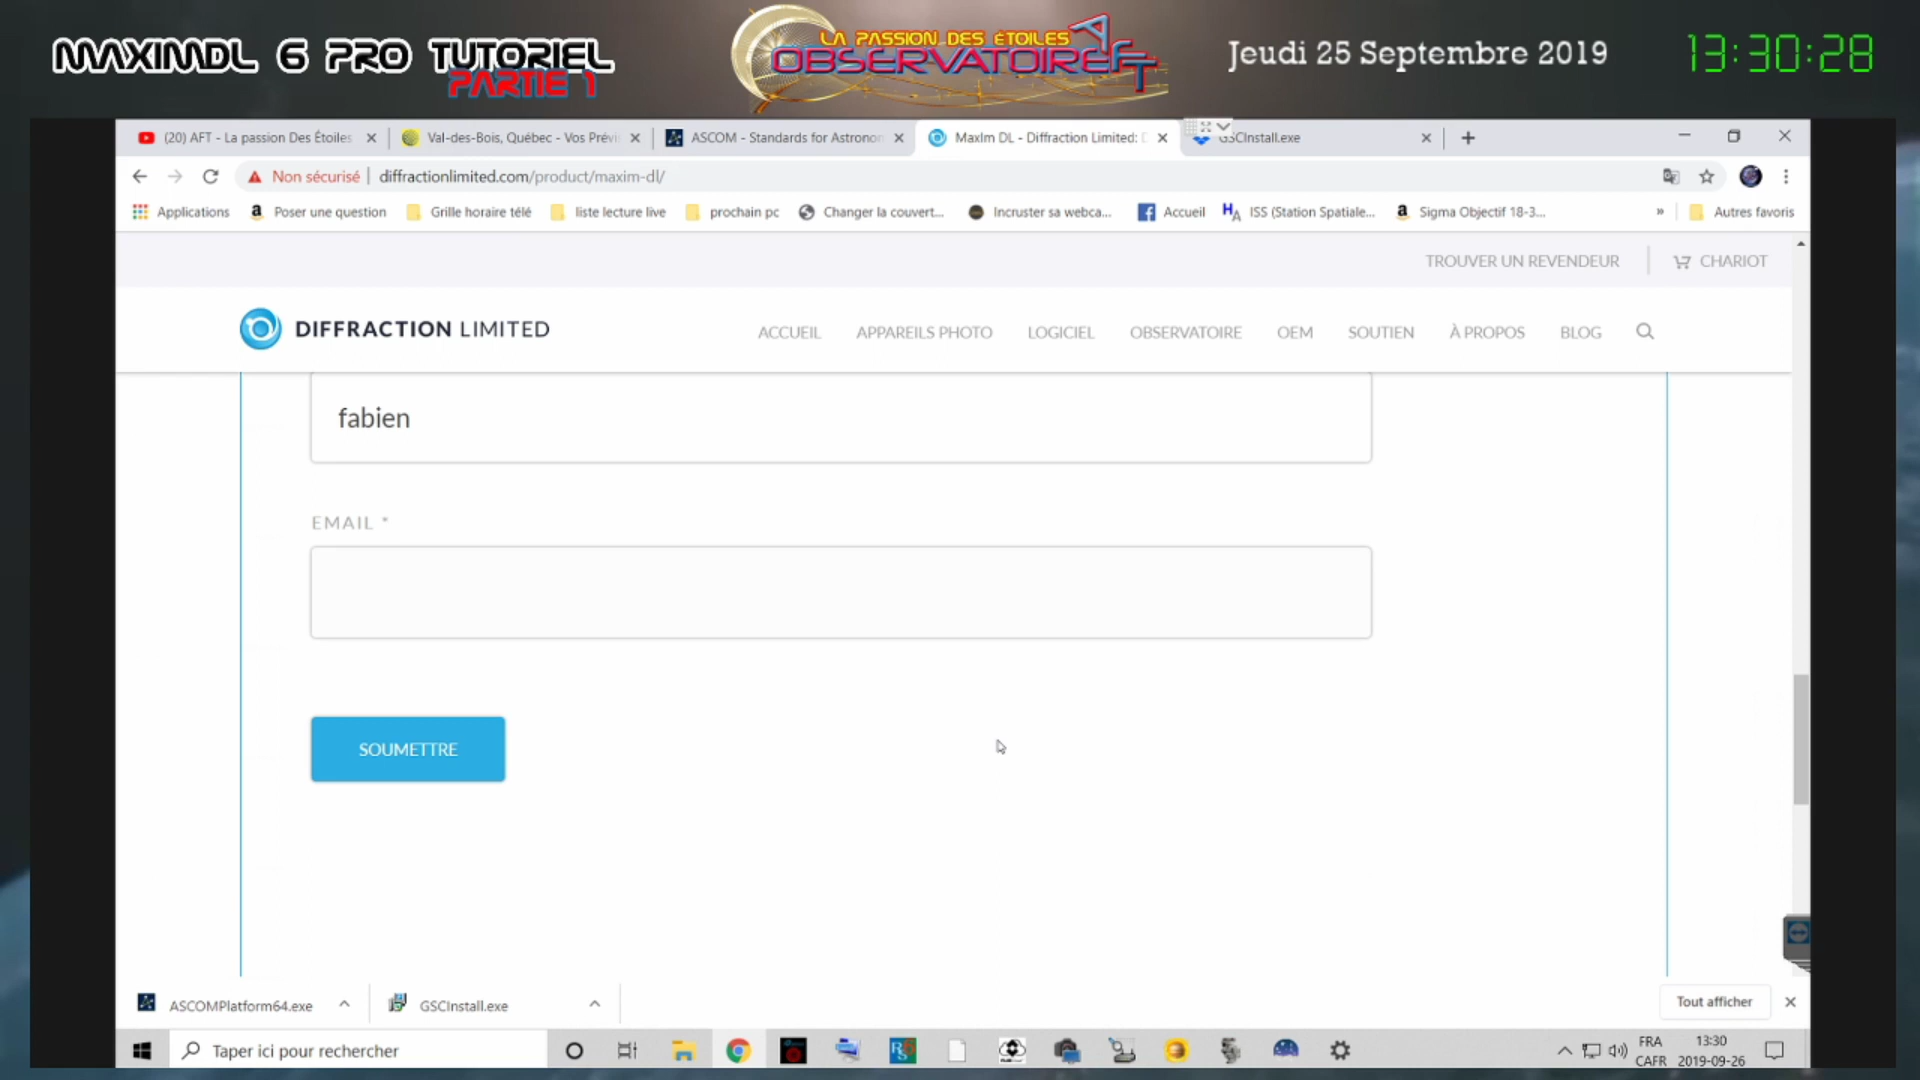 MAXIMDL 6 PRO TUTORIEL
PARTIE 1
LA PASSION DES ÉTOILES
OBSERVATOIRE AFT
Jeudi 25 Septembre 2019
13:30:28
(20) AFT - La passion Des Étoiles
Val-des-Bois, Québec - Vos Prévi
ASCOM - Standards for Astronom
MaxIm DL - Diffraction Limited: D
GSCInstall.exe
Non sécurisé
diffractionlimited.com/product/maxim-dl/
Applications
Poser une question
Grille horaire télé
liste lecture live
prochain pc
Changer la couvert...
Incruster sa webca...
Accueil
ISS (Station Spatiale...
Sigma Objectif 18-3...
»
Autres favoris
TROUVER UN REVENDEUR
CHARIOT
DIFFRACTION LIMITED
ACCUEIL
APPAREILS PHOTO
LOGICIEL
OBSERVATOIRE
OEM
SOUTIEN
À PROPOS
BLOG
fabien
EMAIL *
SOUMETTRE
ASCOMPlatform64.exe
GSCInstall.exe
Tout afficher
Taper ici pour rechercher
FRA
CAFR
13:30
2019-09-26